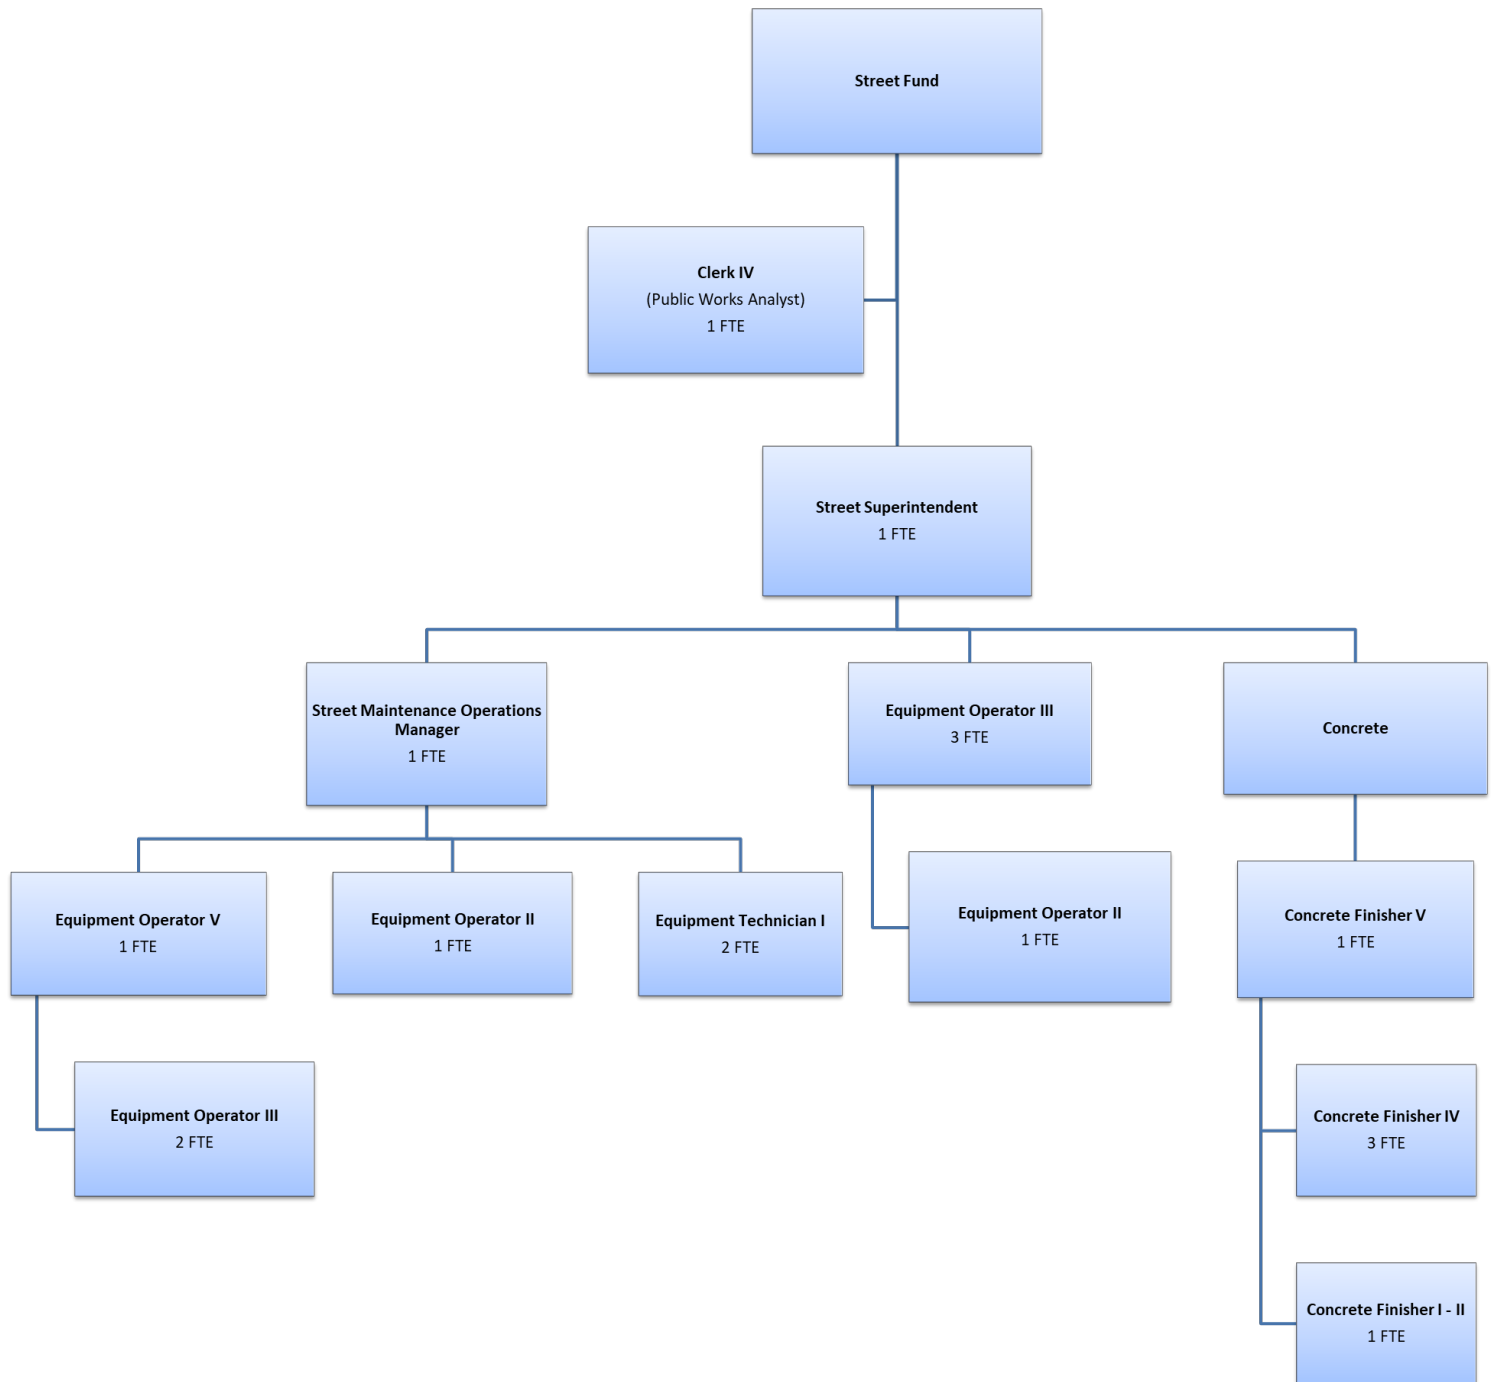 Street Fund
Clerk IV
(Public Works Analyst)
1 FTE
Street Superintendent
1 FTE
Street Maintenance Operations
Manager
1 FTE
Equipment Operator III
3 FTE
Concrete
Equipment Operator V
1 FTE
Equipment Operator II
1 FTE
Equipment Technician I
2 FTE
Equipment Operator II
1 FTE
Concrete Finisher V
1 FTE
Equipment Operator III
2 FTE
Concrete Finisher IV
3 FTE
Concrete Finisher I - II
1 FTE